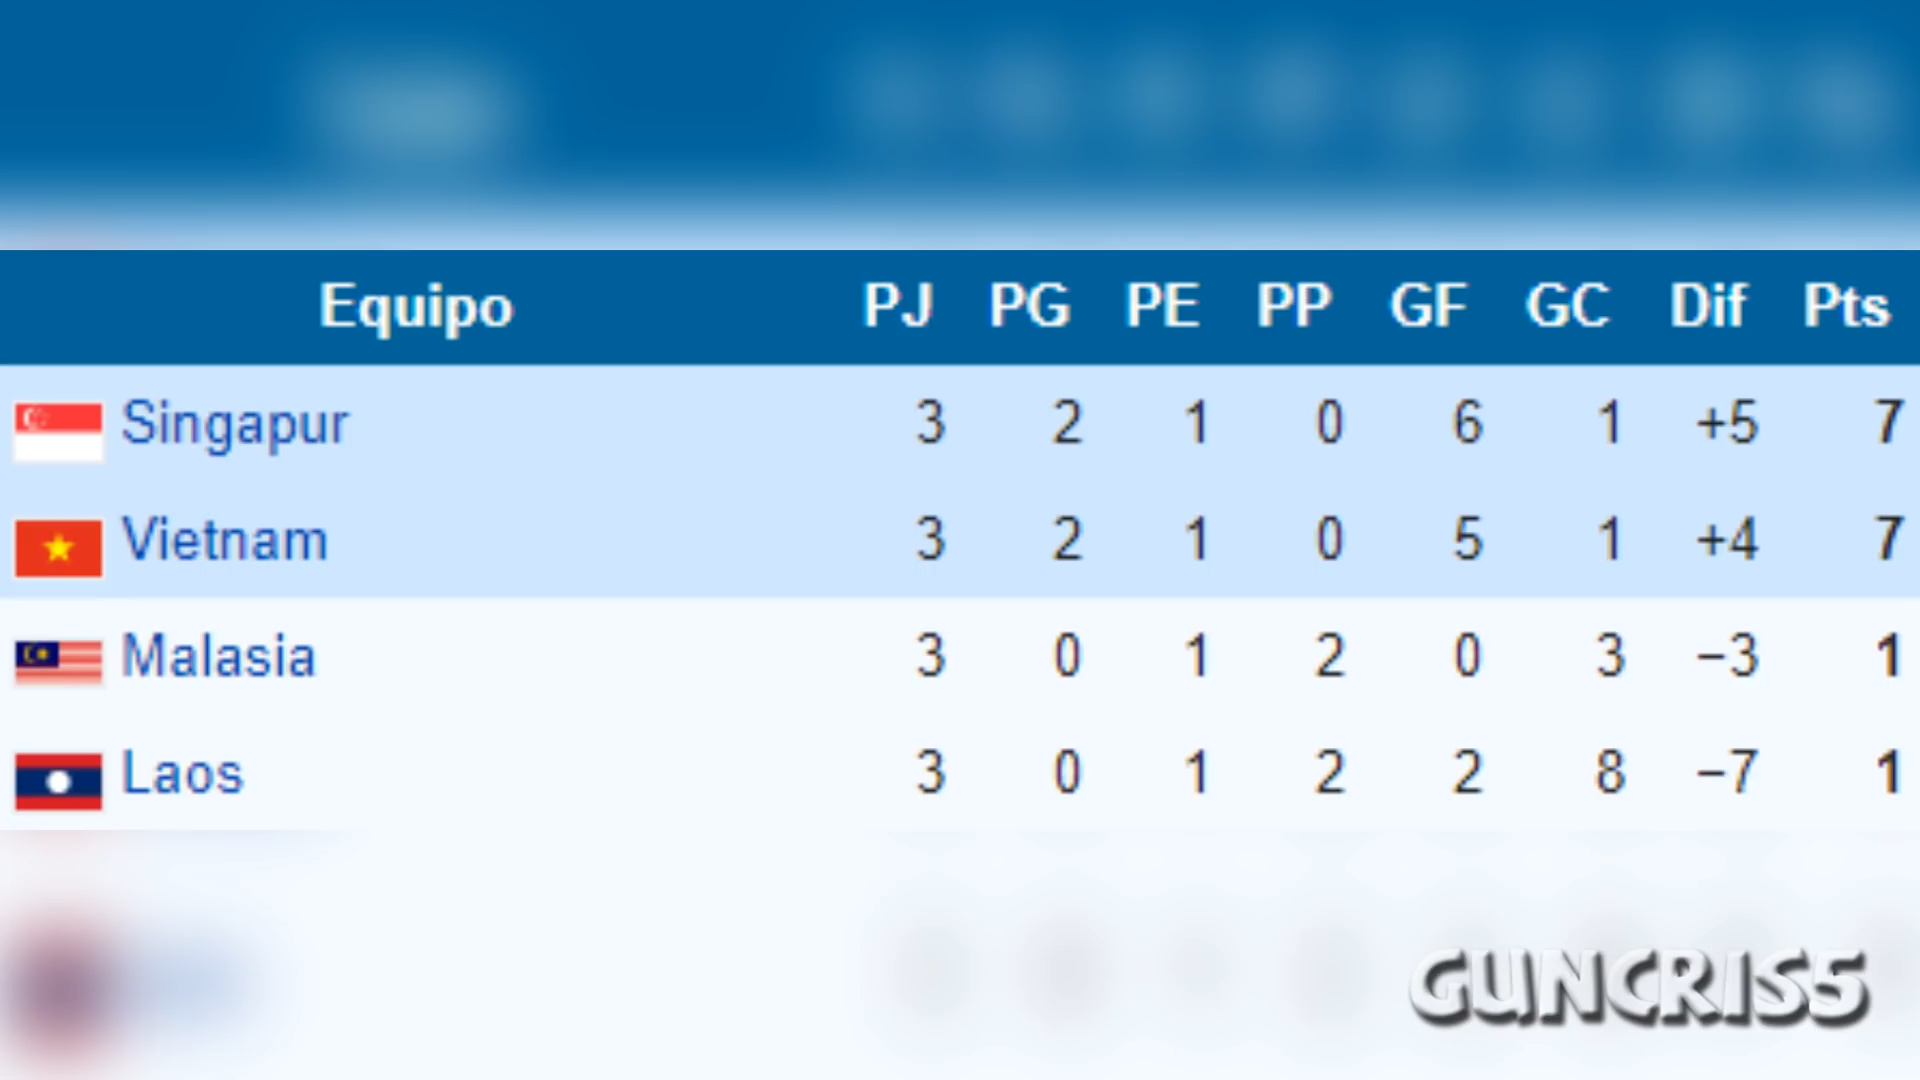 Equipo PJ PG PE PP GF GC Dif Pts
Singapur 3 2 1 0 6 1 +5 7
Vietnam 3 2 1 0 5 1 +4 7
Malasia 3 0 1 2 0 3 −3 1
Laos 3 0 1 2 2 8 −7 1
GUNCRIS5